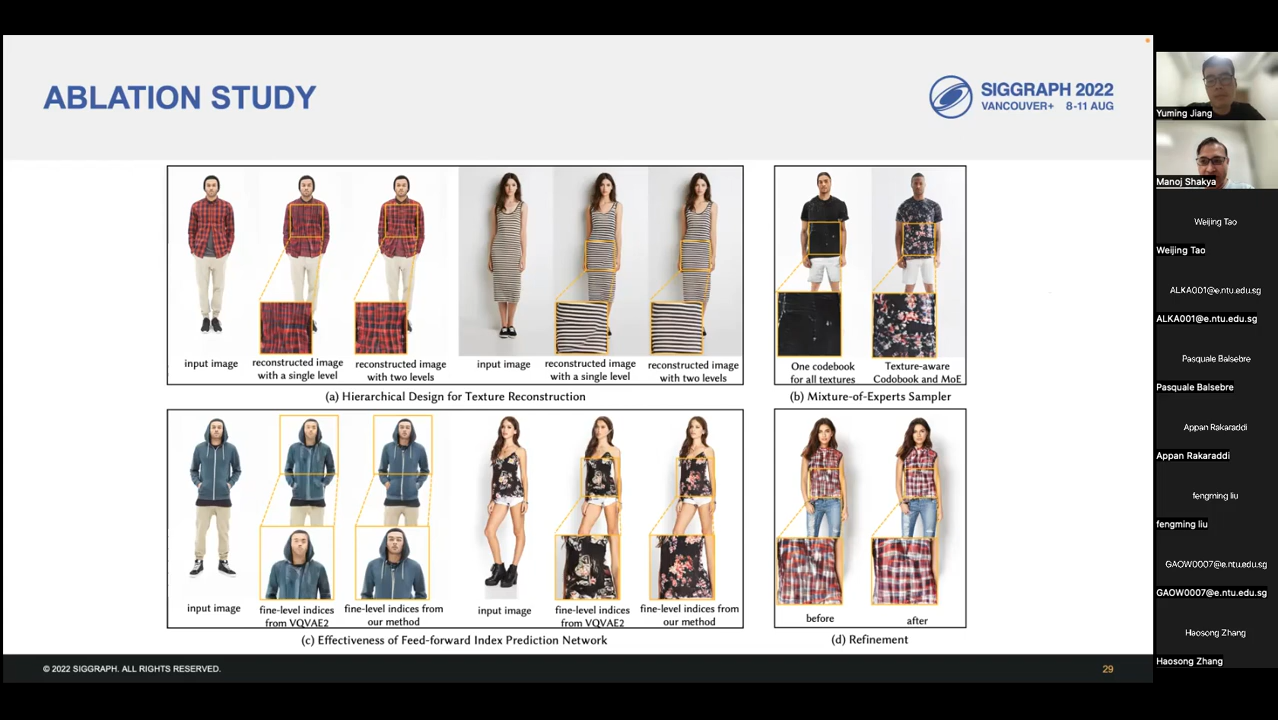 ABLATION STUDY
SIGGRAPH 2022
VANCOUVER+ 8-11 AUG
input image
reconstructed image
with a single level
reconstructed image
with two levels
input image
reconstructed image
with a single level
reconstructed image
with two levels
(a) Hierarchical Design for Texture Reconstruction
One codebook
for all textures
Texture-aware
Codobook and MoE
(b) Mixture-of-Experts Sampler
input image
fine-level indices
from VQVAE2
fine-level indices from
our method
input image
fine-level indices
from VQVAE2
fine-level indices from
our method
(c) Effectiveness of Feed-forward Index Prediction Network
before
after
(d) Refinement
© 2022 SIGGRAPH. ALL RIGHTS RESERVED.
29
Yuming Jiang
Manoj Shakya
Weijing Tao
Weijing Tao
ALKA001@e.ntu.edu.sg
ALKA001@e.ntu.edu.sg
Pasquale Balsebre
Pasquale Balsebre
Appan Rakaraddi
Appan Rakaraddi
fengming liu
fengming liu
GAOW0007@e.ntu.edu.sg
GAOW0007@e.ntu.edu.sg
Haosong Zhang
Haosong Zhang